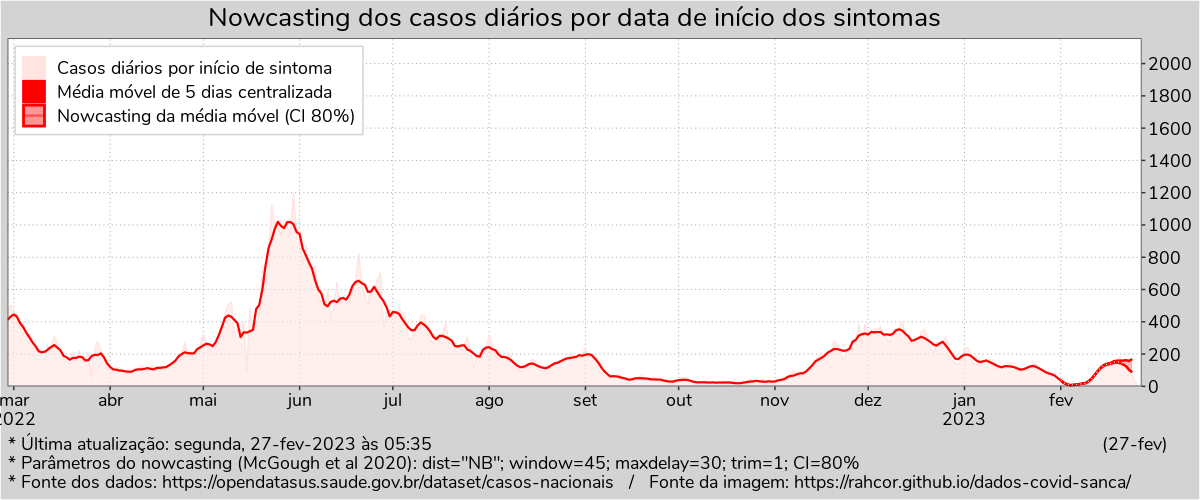 Nowcasting dos casos diários por data de início dos sintomas
Casos diários por início de sintoma
Média móvel de 5 dias centralizada
Nowcasting da média móvel (CI 80%)
2000
1800
1600
1400
1200
1000
800
600
400
200
0
mar abr mai jun jul ago set out nov dez jan fev
2022 2023
* Última atualização: segunda, 27-fev-2023 às 05:35 (27-fev)
* Parâmetros do nowcasting (McGough et al 2020): dist="NB"; window=45; maxdelay=30; trim=1; CI=80%
* Fonte dos dados: https://opendatasus.saude.gov.br/dataset/casos-nacionais / Fonte da imagem: https://rahcor.github.io/dados-covid-sanca/